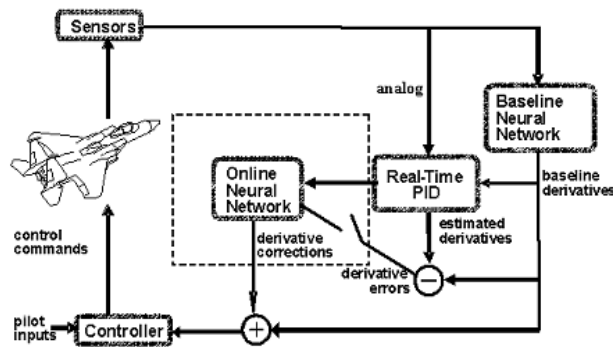 Sensors
analog
Baseline
Neural
Network
Online
Neural
Network
Real-Time
PID
baseline
derivatives
estimated
derivatives
control
commands
derivative
corrections
derivative
errors
−
pilot
inputs
Controller
+